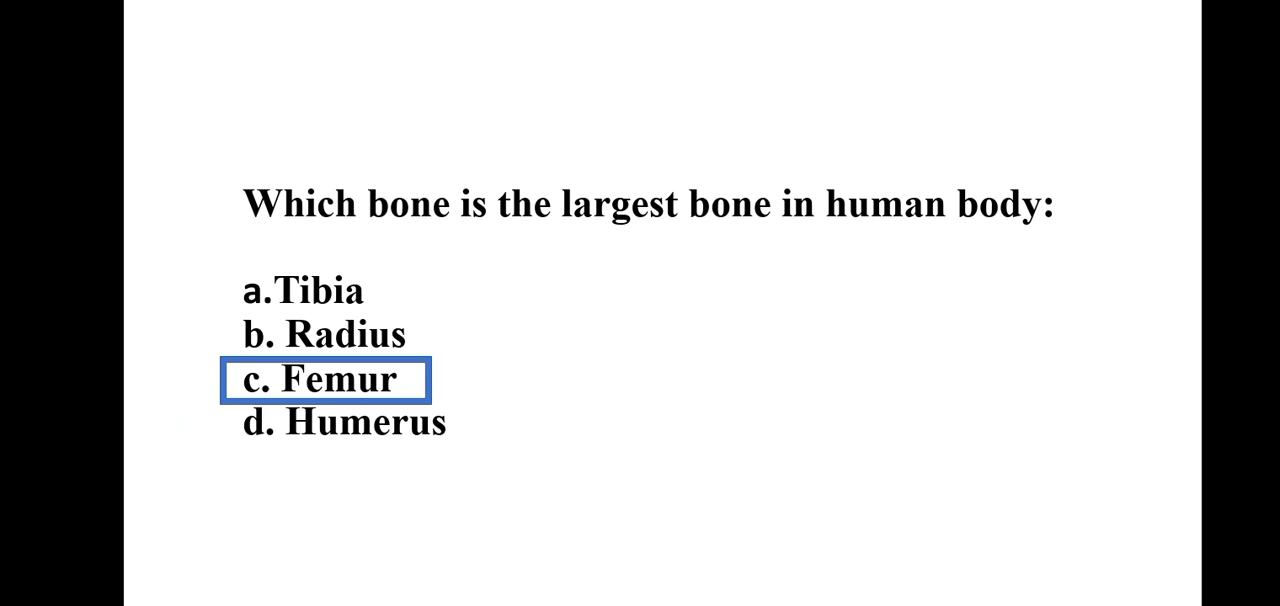 Which bone is the largest bone in human body:
a.Tibia
b. Radius
c. Femur
d. Humerus